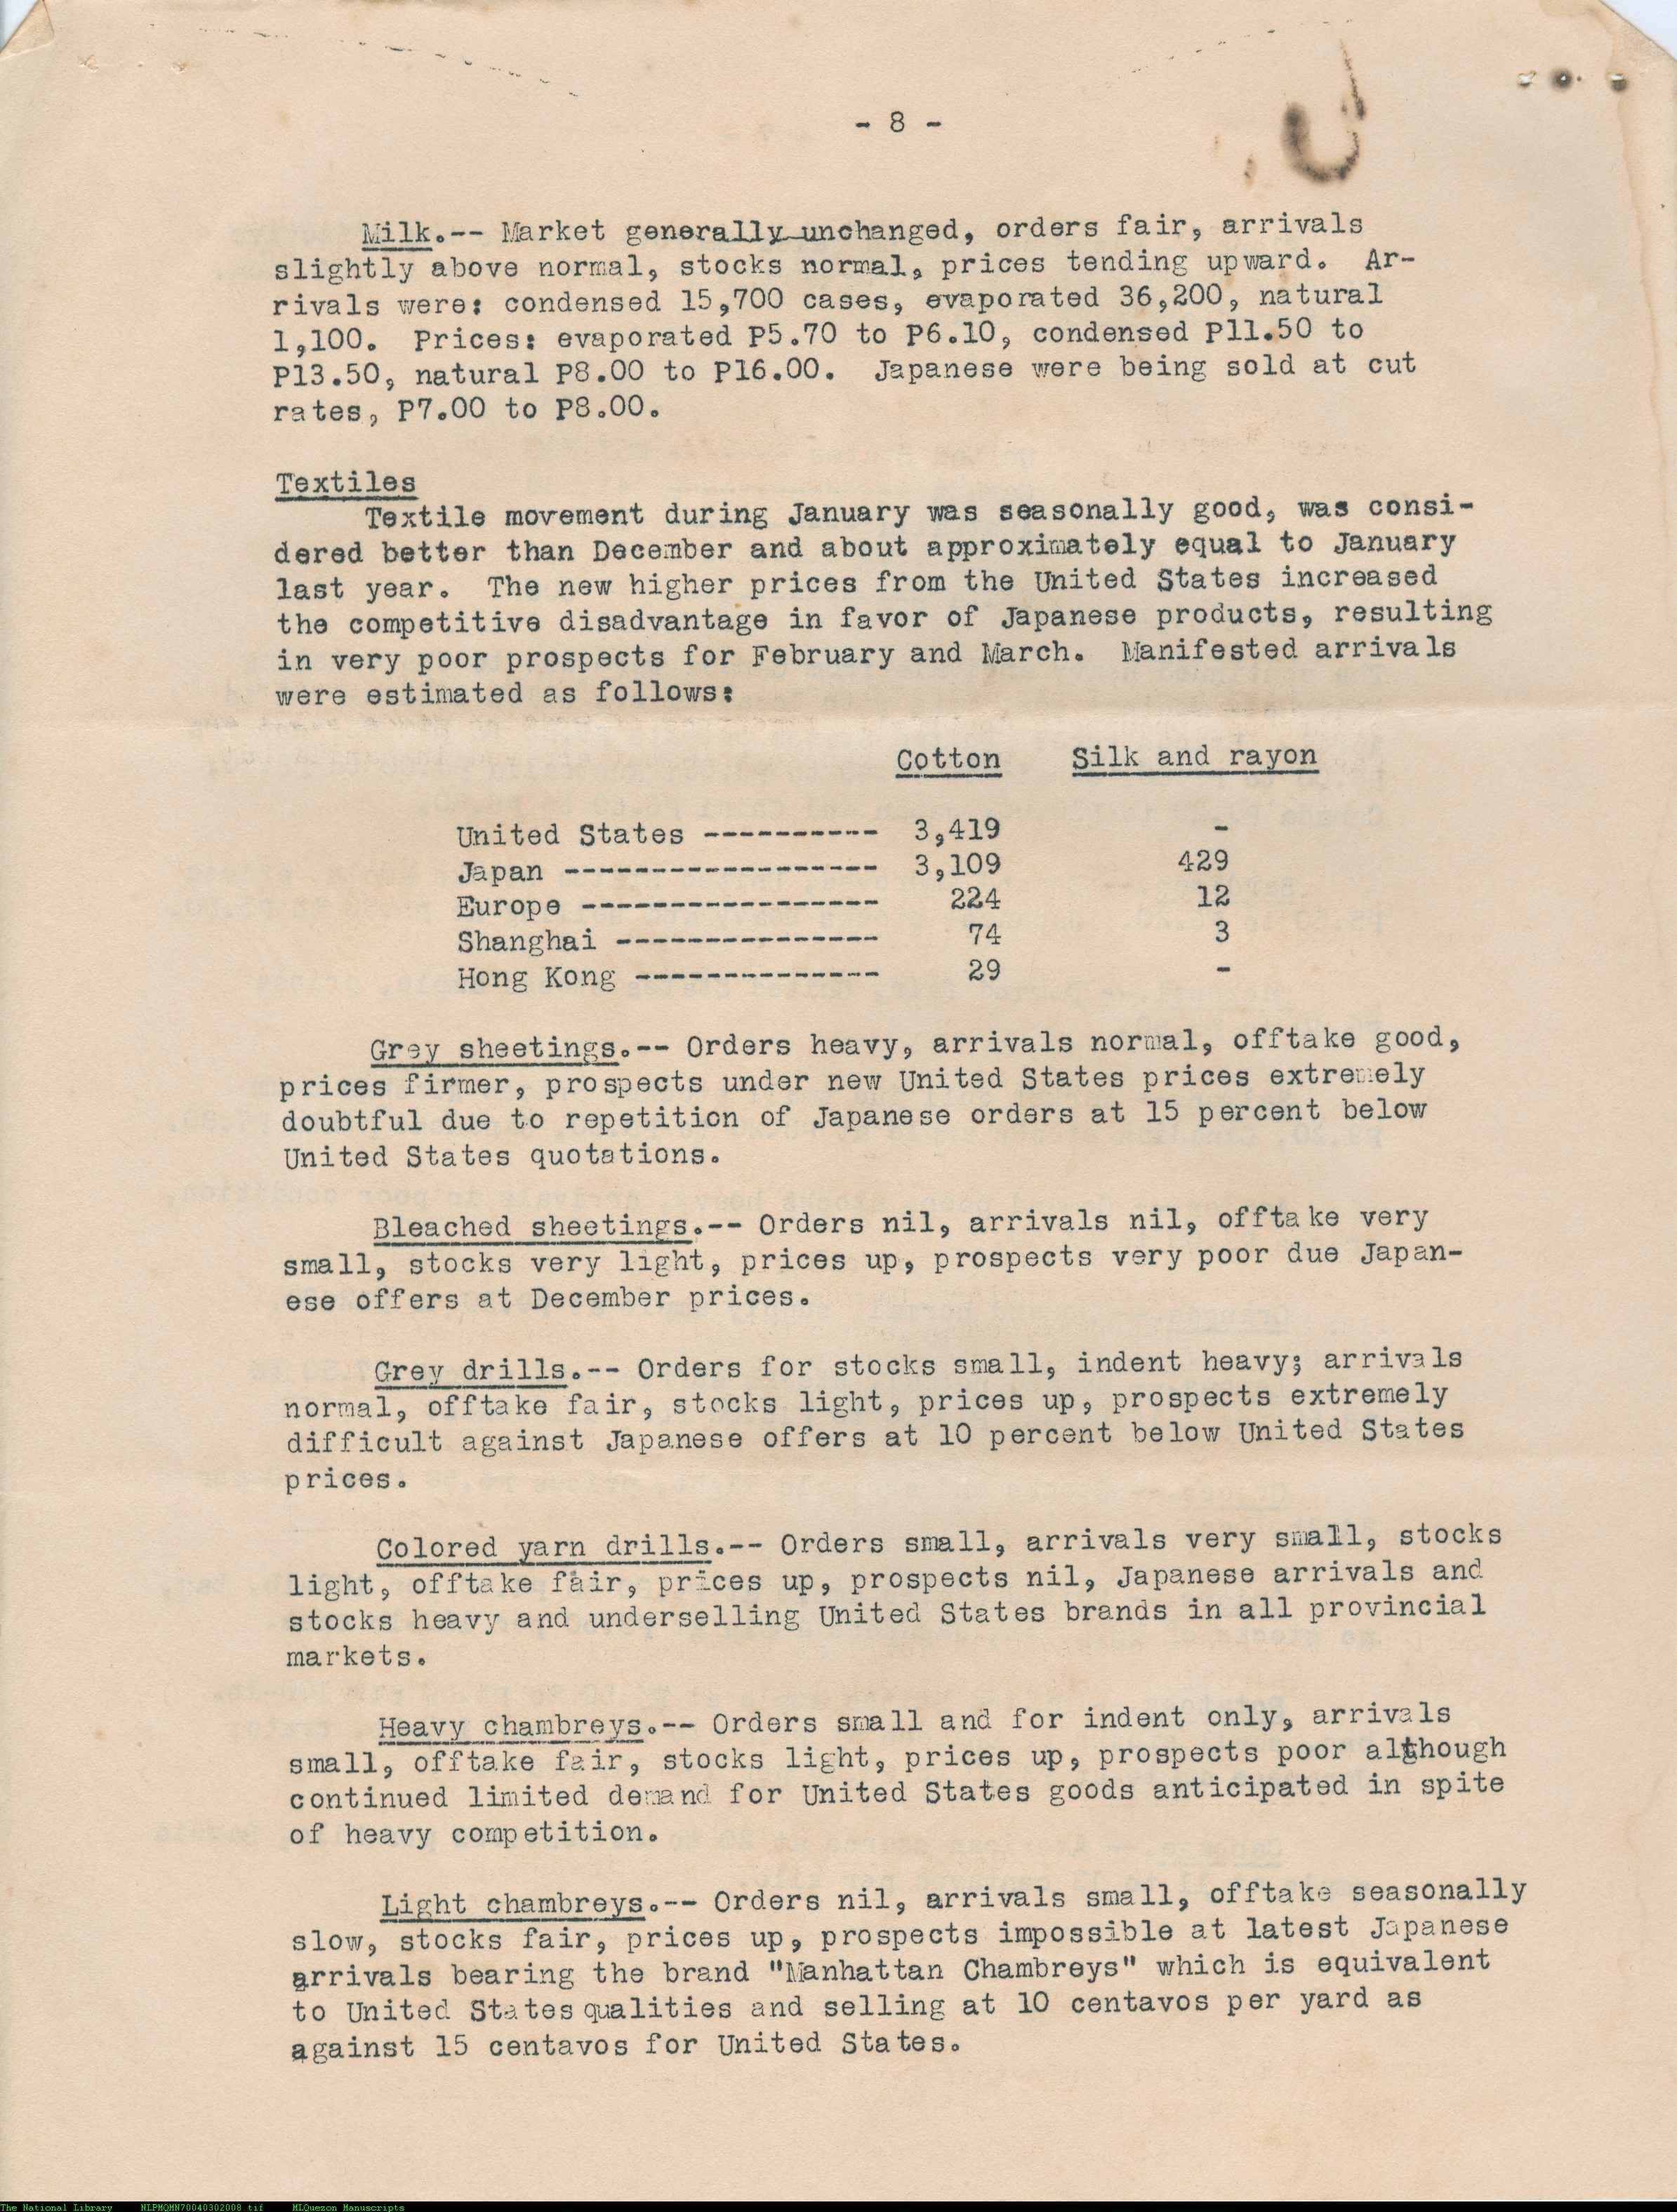 - 8 -
Milk.-- Market generally unchanged, orders fair, arrivals
slightly above normal, stocks normal, prices tending upward. Ar-
rivals were: condensed 15,700 cases, evaporated 36,200, natural
1,100. Prices: evaporated P5.70 to P6.10, condensed P11.50 to
P13.50, natural P8.00 to P16.00. Japanese were being sold at cut
rates, P7.00 to P8.00.
Textiles
Textile movement during January was seasonally good, was consi-
dered better than December and about approximately equal to January
last year. The new higher prices from the United States increased
the competitive disadvantage in favor of Japanese products, resulting
in very poor prospects for February and March. Manifested arrivals
were estimated as follows:
Cotton Silk and rayon
United States ---------- 3,419 -
Japan ------------------ 3,109 429
Europe ----------------- 224 12
Shanghai --------------- 74 3
Hong Kong -------------- 29 -
Grey sheetings.-- Orders heavy, arrivals normal, offtake good,
prices firmer, prospects under new United States prices extremely
doubtful due to repetition of Japanese orders at 15 percent below
United States quotations.
Bleached sheetings.-- Orders nil, arrivals nil, offtake very
small, stocks very light, prices up, prospects very poor due Japan-
ese offers at December prices.
Grey drills.-- Orders for stocks small, indent heavy; arrivals
normal, offtake fair, stocks light, prices up, prospects extremely
difficult against Japanese offers at 10 percent below United States
prices.
Colored yarn drills.-- Orders small, arrivals very small, stocks
light, offtake fair, prices up, prospects nil, Japanese arrivals and
stocks heavy and underselling United States brands in all provincial
markets.
Heavy chambreys.-- Orders small and for indent only, arrivals
small, offtake fair, stocks light, prices up, prospects poor although
continued limited demand for United States goods anticipated in spite
of heavy competition.
Light chambreys.-- Orders nil, arrivals small, offtake seasonally
slow, stocks fair, prices up, prospects impossible at latest Japanese
arrivals bearing the brand "Manhattan Chambreys" which is equivalent
to United States qualities and selling at 10 centavos per yard as
against 15 centavos for United States.
The National Library NLPMQMN70040302008.tif MLQuezon Manuscripts